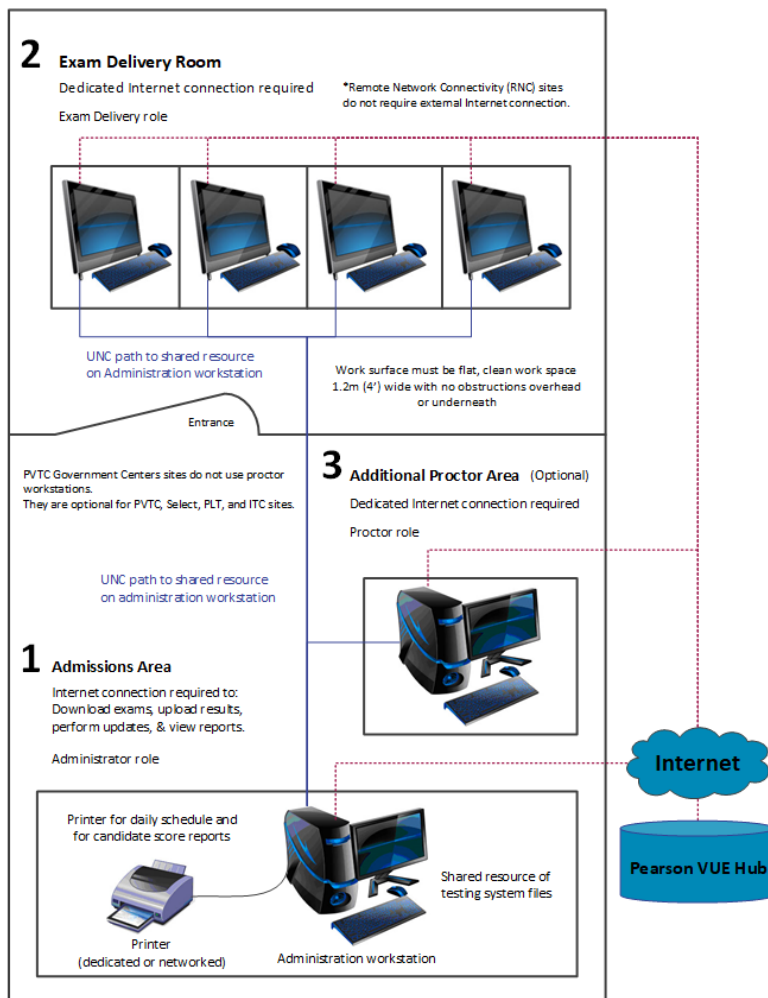 2 Exam Delivery Room
Dedicated Internet connection required
Exam Delivery role
*Remote Network Connectivity (RNC) sites
do not require external Internet connection.
UNC path to shared resource
on Administration workstation
Work surface must be flat, clean work space
1.2m (4') wide with no obstructions overhead
or underneath
Entrance
PVTC Government Centers sites do not use proctor
workstations.
They are optional for PVTC, Select, PLT, and ITC sites.
3 Additional Proctor Area (Optional)
Dedicated Internet connection required
Proctor role
UNC path to shared resource
on administration workstation
1 Admissions Area
Internet connection required to:
Download exams, upload results,
perform updates, & view reports.
Administrator role
Internet
Pearson VUE Hub
Printer for daily schedule and
for candidate score reports
Shared resource of
testing system files
Printer
(dedicated or networked)
Administration workstation